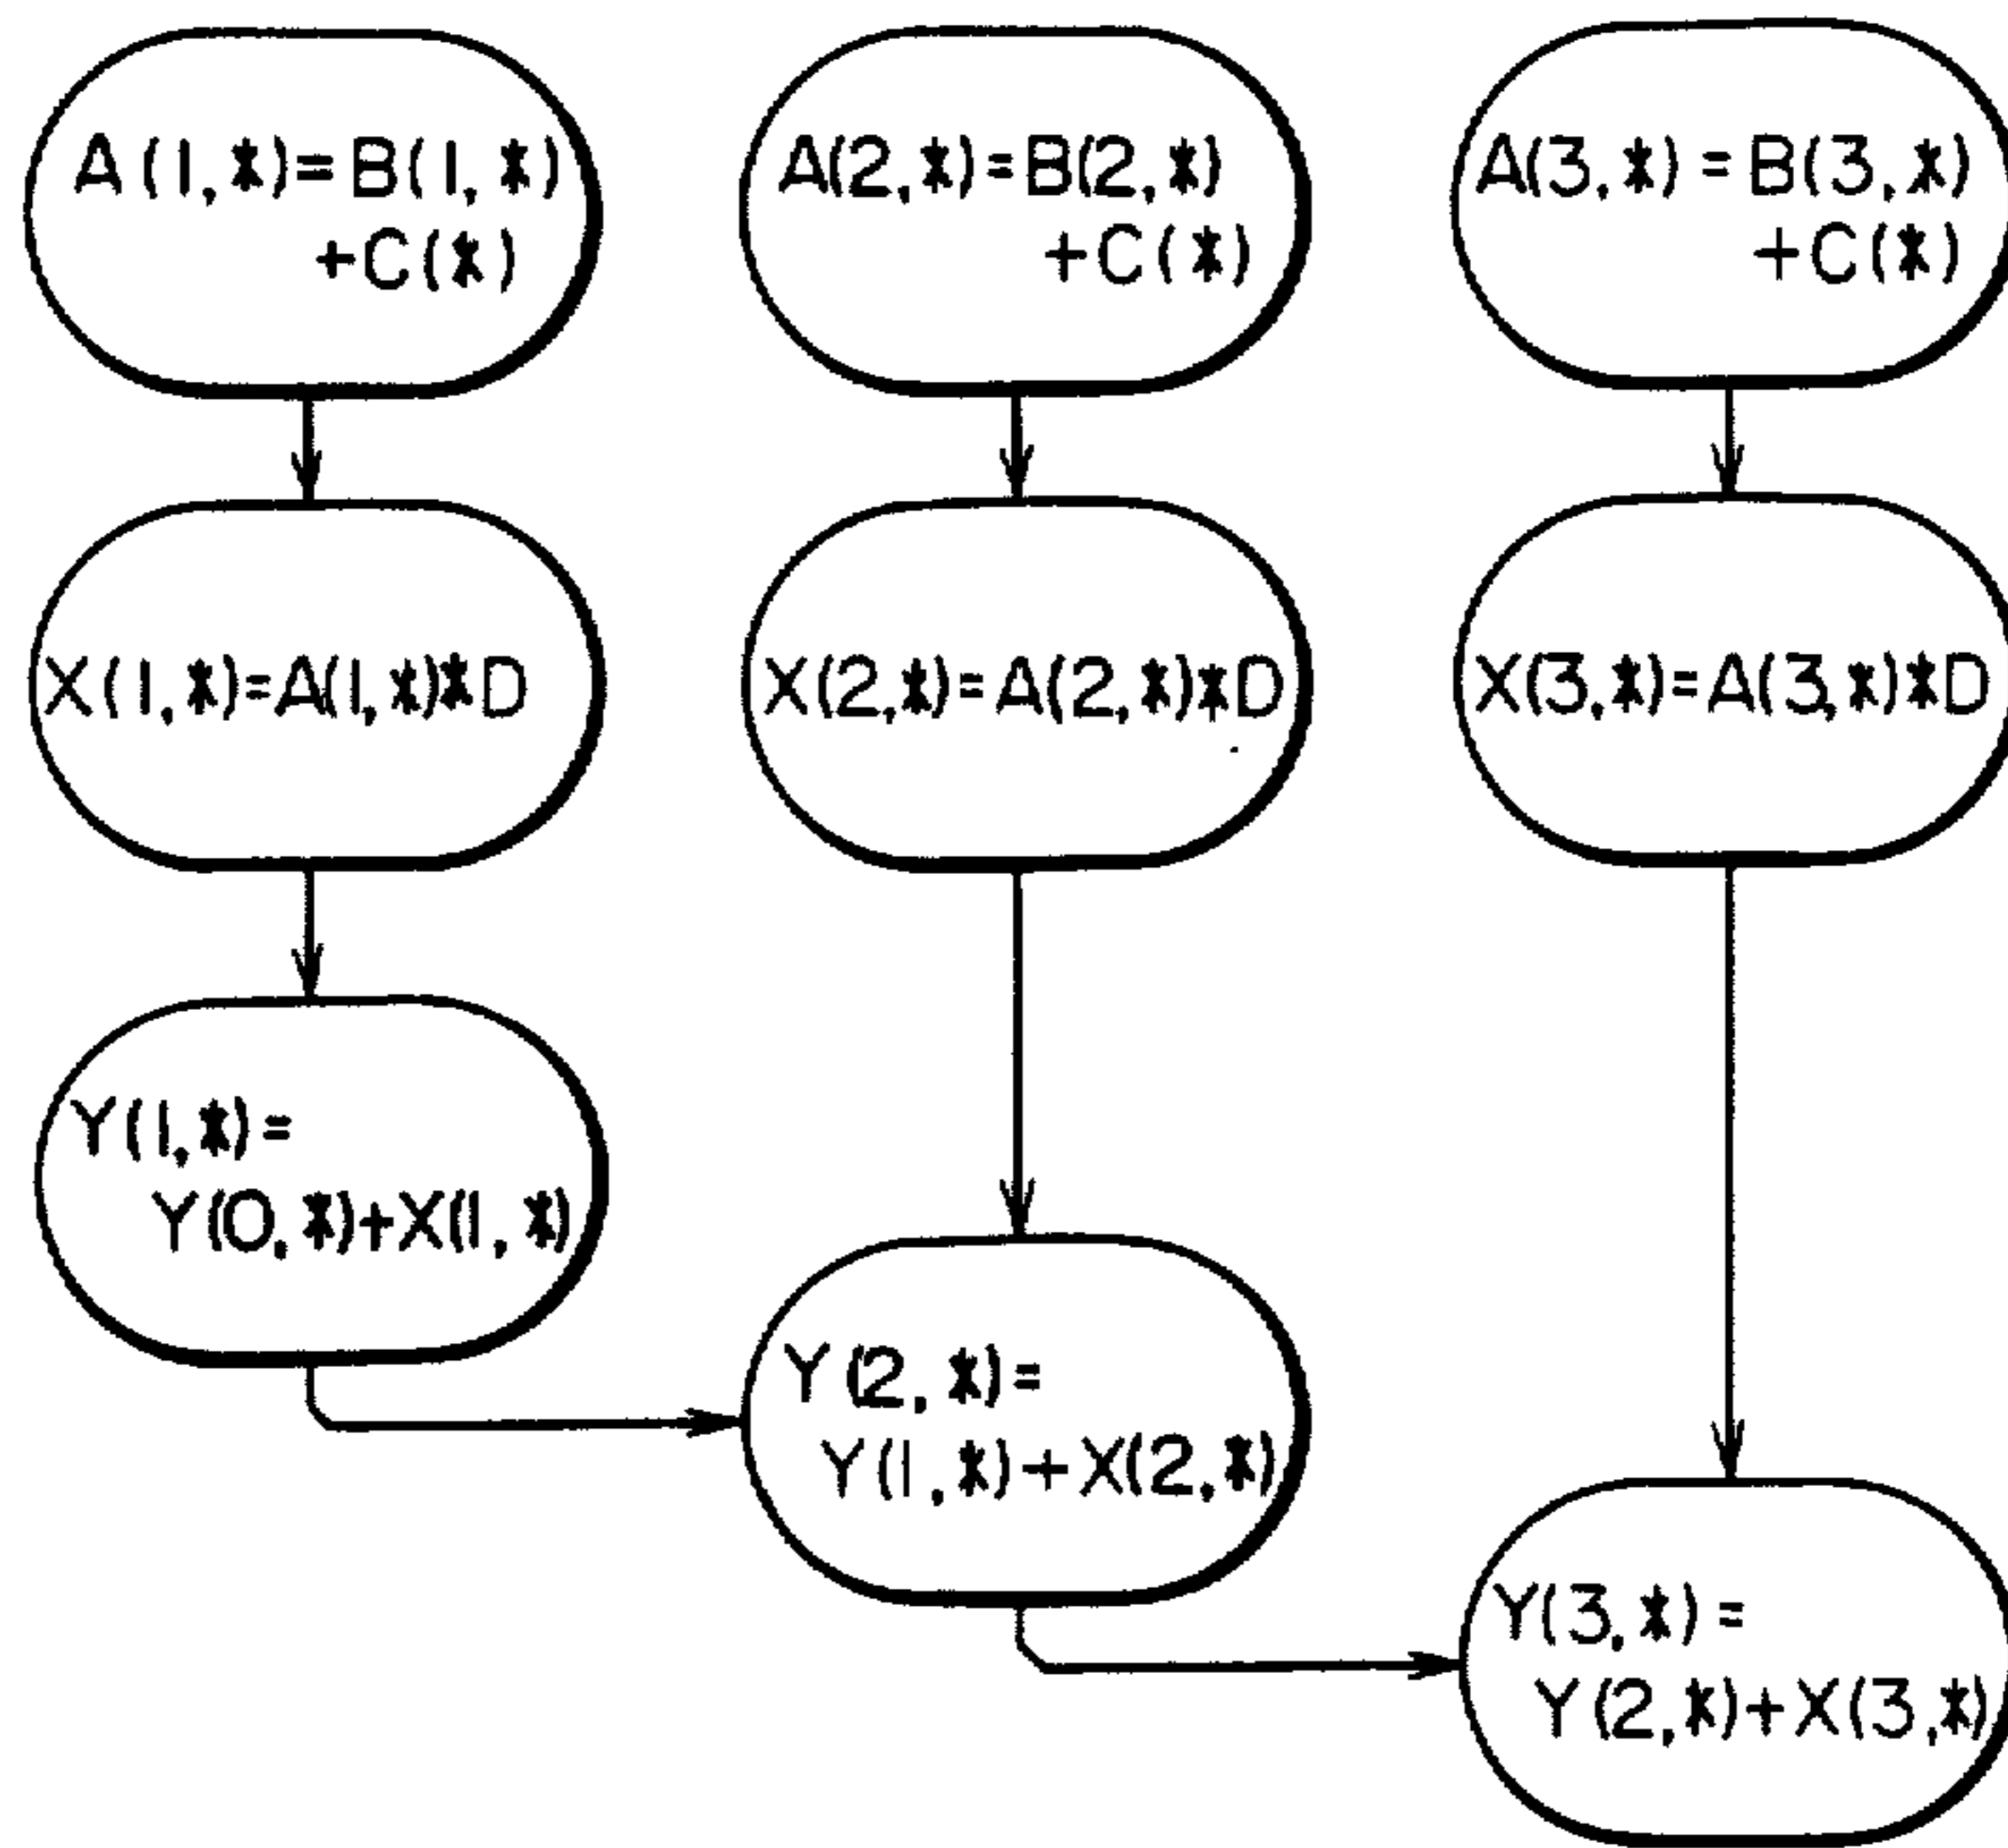 A(1,*)=B(1,*)
+C(*)
A(2,*)=B(2,*)
+C(*)
A(3,*)=B(3,*)
+C(*)
X(1,*)=A(1,*)*D
X(2,*)=A(2,*)*D
X(3,*)=A(3,*)*D
Y(1,*)=
Y(0,*)+X(1,*)
Y(2,*)=
Y(1,*)+X(2,*)
Y(3,*)=
Y(2,*)+X(3,*)